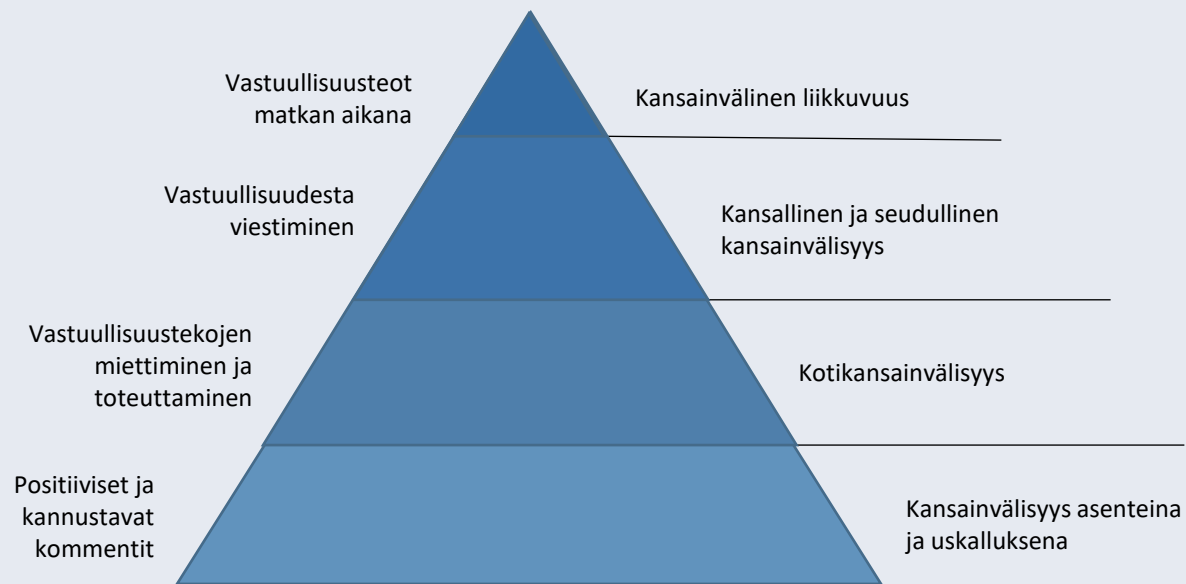 Vastuullisuusteot
matkan aikana
Kansainvälinen liikkuvuus
Vastuullisuudesta
viestiminen
Kansallinen ja seudullinen
kansainvälisyys
Vastuullisuustekojen
miettiminen ja
toteuttaminen
Kotikansainvälisyys
Positiiviset ja
kannustavat
kommentit
Kansainvälisyys asenteina
ja uskalluksena